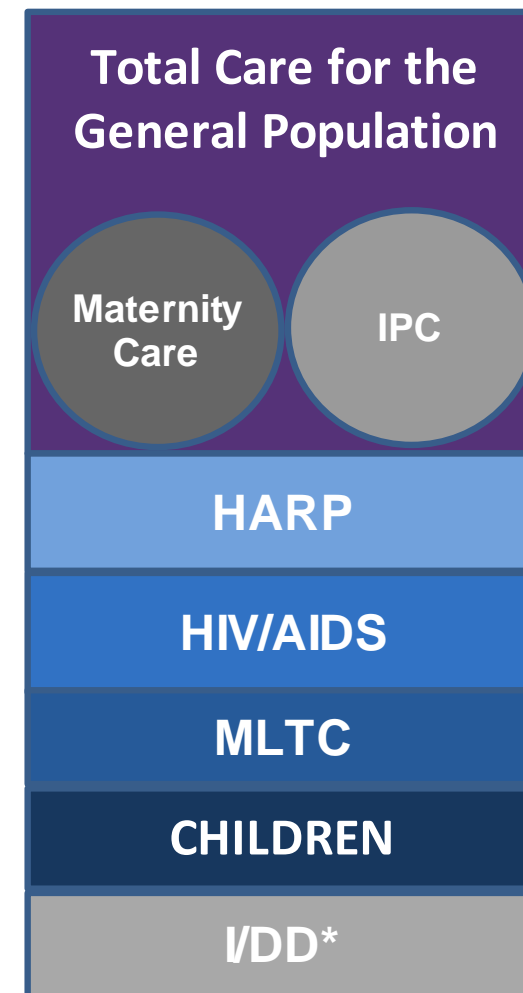 Total Care for the
General Population
Maternity
Care
IPC
HARP
HIV/AIDS
MLTC
CHILDREN
I/DD*